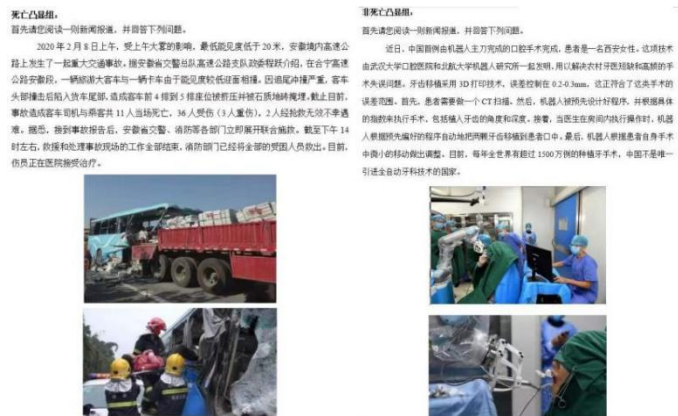 死亡凸显组:
首先请您阅读一则新闻报道，并回答下列问题。
2020 年 2 月 8 日上午，受上午大雾的影响，最低能见度低于 20 米，安徽境内高速公
路上发生了一起重大交通事故。据安徽省交警总队高速公路支队政委程跃介绍，在合宁高速
公路安徽段，一辆旅游大客车与一辆卡车由于能见度较低迎面相撞，因追尾冲撞严重，客车
头部撞击后陷入货车尾部，造成客车前 4 排到 5 排座位被挤压并被石质地砖掩埋。截止目前，
事故造成客车司机与乘客共 11 人当场死亡，36 人受伤（3 人重伤），2 人经抢救无效不幸遇
难。据悉，接到事故报告后，安徽省交警、消防等各部门立即展开联合施救。截至下午 14
时左右，救援和处理事故现场的工作全部结束，消防部门已经将全部的受困人员救出。目前，
伤员正在医院接受治疗。
非死亡凸显组:
首先请您阅读一则新闻报道，并回答下列问题。
近日，中国首例由机器人主刀完成的口腔手术完成，患者是一名西安女性。这项技术
由武汉大学口腔医院和北航大学机器人研究所一起发明，用以解决农村牙医短缺和高频的手
术失误问题。牙齿移植采用 3D 打印技术，误差控制在 0.2-0.3mm，这正符合了这类手术的
误差范围。首先，患者需要做一个 CT 扫描。然后，机器人被预先设计好程序，并根据具体
的指指来执行手术，包括植入牙齿的角度和深度。接着，当医生在房间内执行操作时，机器
人根据预先编好的程序自动地把两颗牙齿移植到患者口中，最后，机器人根据患者自身手术
中微小的移动做出调整。目前，每年全世界有超过 1500 万例的种植牙手术，中国不是唯一
引进全自动牙科技术的国家。